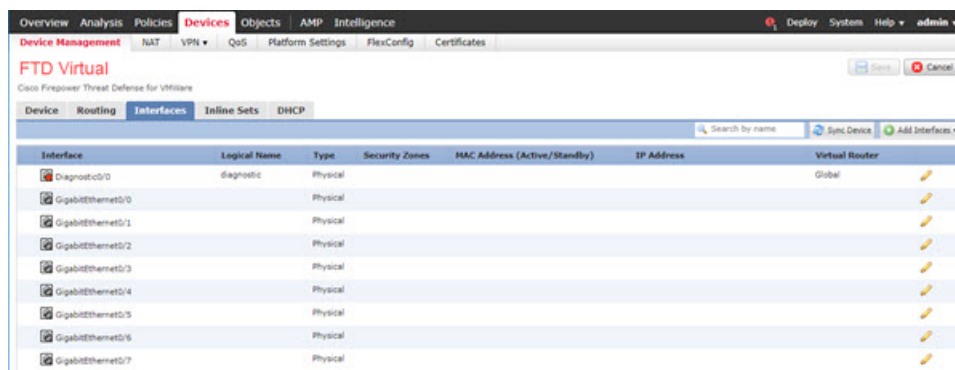 Overview Analysis Policies Devices Objects AMP Intelligence 1 Deploy System Help admin
Device Management NAT VPN QoS Platform Settings FlexConfig Certificates
FTD Virtual Save Cancel
Cisco Firepower Threat Defense for VMWare
Device Routing Interfaces Inline Sets DHCP
Search by name Sync Device Add Interfaces
Interface Logical Name Type Security Zones MAC Address (Active/Standby) IP Address Virtual Router
Diagnostic0/0 diagnostic Physical Global
GigabitEthernet0/0 Physical
GigabitEthernet0/1 Physical
GigabitEthernet0/2 Physical
GigabitEthernet0/3 Physical
GigabitEthernet0/4 Physical
GigabitEthernet0/5 Physical
GigabitEthernet0/6 Physical
GigabitEthernet0/7 Physical